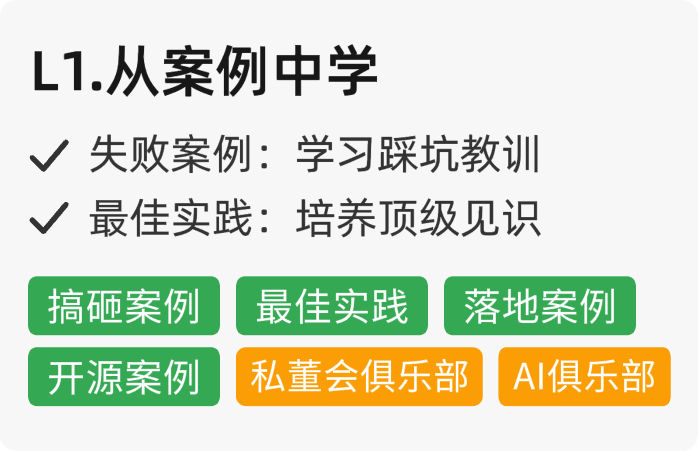 L1.从案例中学
失败案例：学习踩坑教训
最佳实践：培养顶级见识
搞砸案例 最佳实践 落地案例
开源案例 私董会俱乐部 AI俱乐部